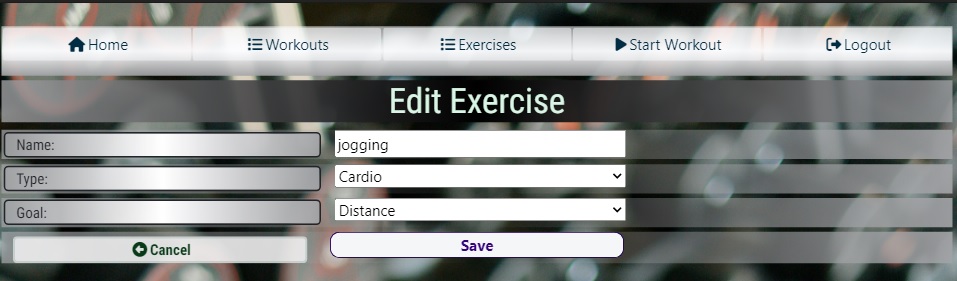 Home Workouts Exercises Start Workout Logout
Edit Exercise
Name: jogging
Type: Cardio
Goal: Distance
Cancel Save